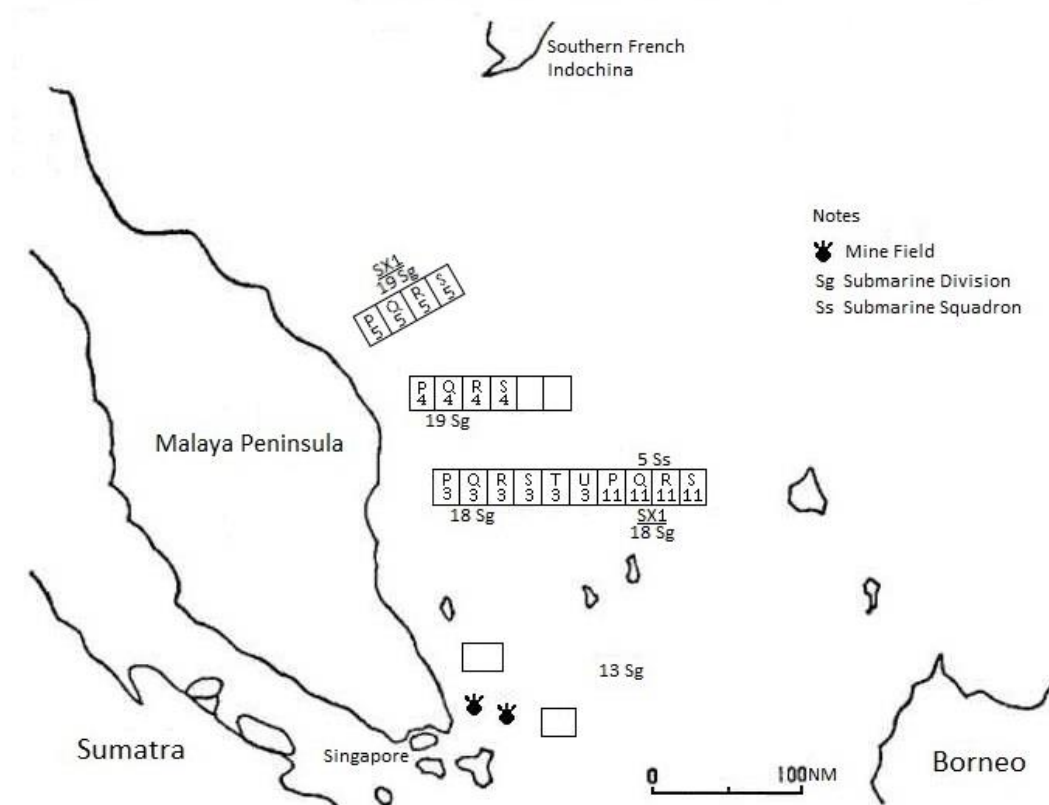 Southern French
Indochina
Notes
Mine Field
Sg Submarine Division
Ss Submarine Squadron
SX1
19 Sg
P5 Q5 R5 S5
P4 Q4 R4 S4
19 Sg
Malaya Peninsula
5 Ss
P3 Q3 R3 S3 T3 U3 P11 Q11 R11 S11
18 Sg
SX1
18 Sg
13 Sg
Sumatra
Singapore
0 100NM
Borneo